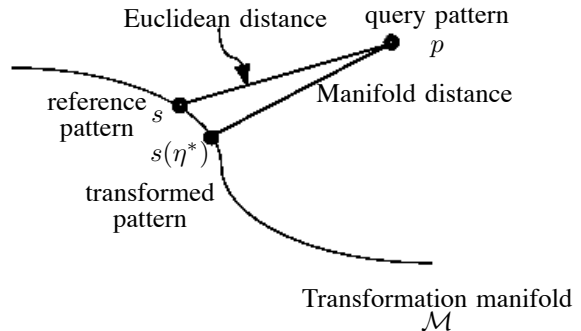 Euclidean distance
query pattern
p
reference
pattern
s
Manifold distance
s(η*)
transformed
pattern
Transformation manifold
ℳ